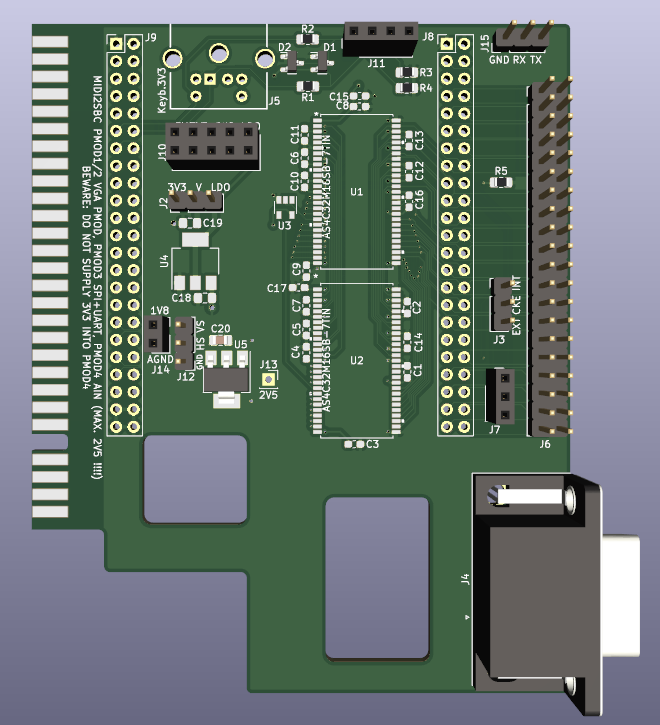 J9
Keyb.3V3
J5
R2
D2
D1
R1
J11
J8
R3
R4
J15
GND RX TX
C15
C8
MIDI2SBC PMOD1/2 VGA PMOD, PMOD3 SPI+UART, PMOD4 AIN (MAX. 2V5 !!!!)
BEWARE: DO NOT SUPPLY 3V3 INTO PMOD4
J10
C11
C6
C10
AS4C32M16SB-7TIN
U1
C13
C12
C16
R5
3V3 V LDO
J2
C19
U3
U4
C18
C9
C17
C7
C5
C4
AS4C32M16SB-7TIN
U2
C2
C14
C1
EXT CKE INT
J3
1V8
AGND
J14
VS
HS
GND
J12
C20
U5
J13
2V5
J7
J6
C3
J4